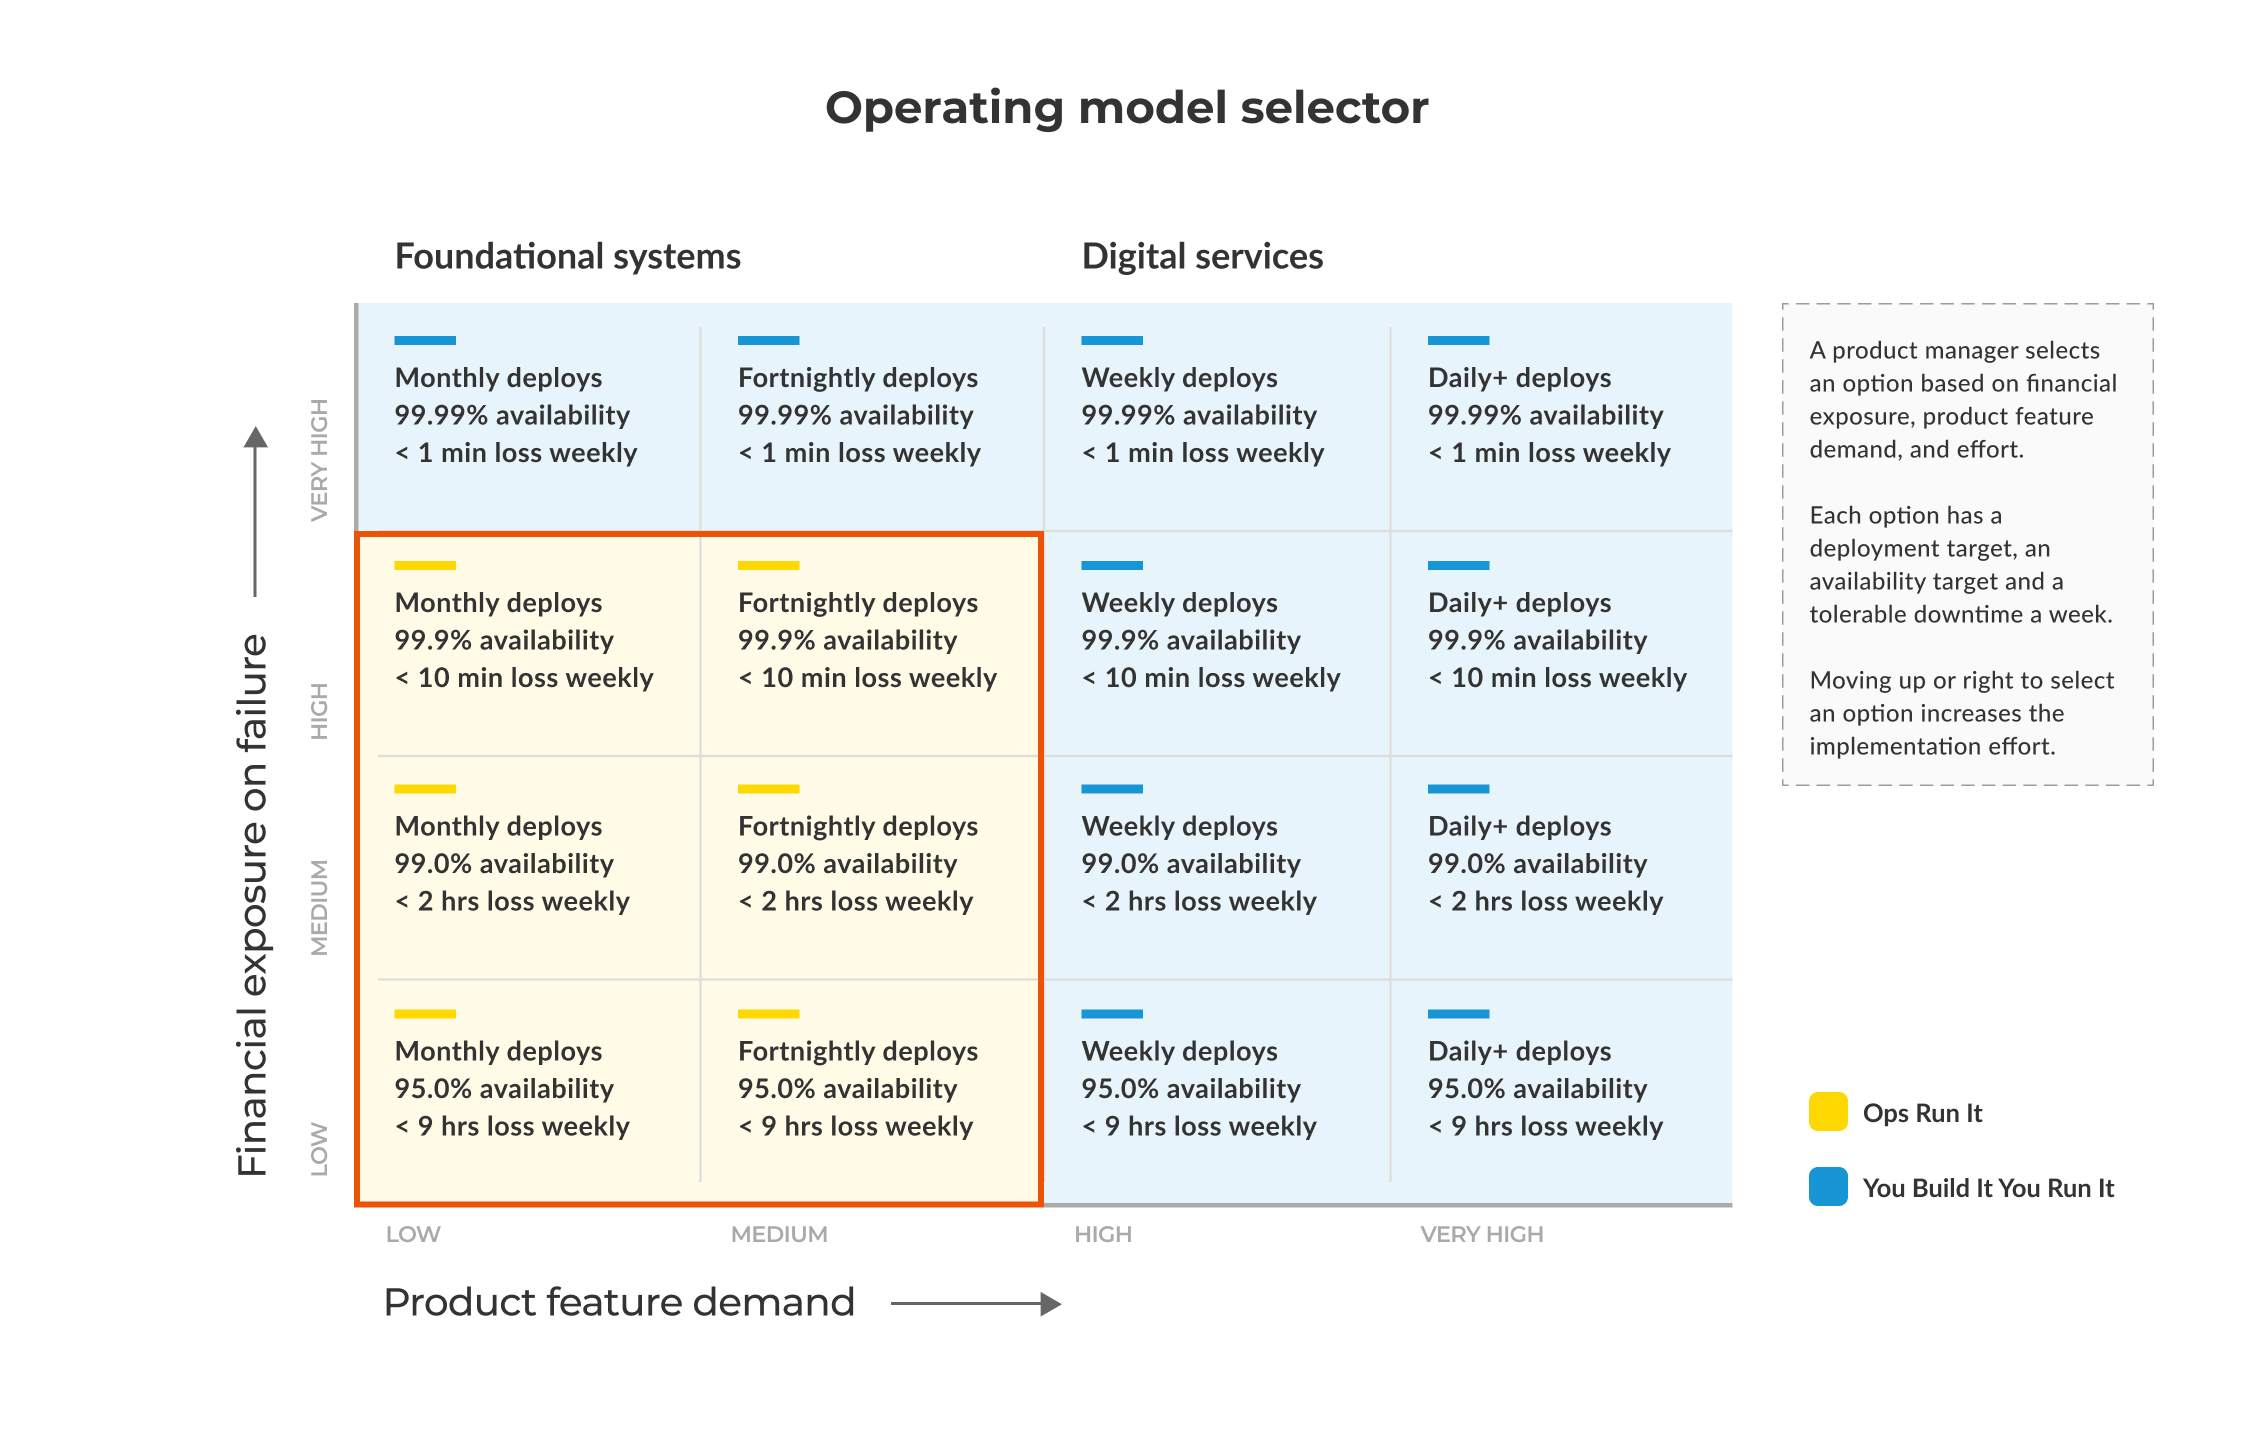 Operating model selector
Foundational systems
Digital services
Financial exposure on failure
VERY HIGH
Monthly deploys
99.99% availability
< 1 min loss weekly
Fortnightly deploys
99.99% availability
< 1 min loss weekly
Weekly deploys
99.99% availability
< 1 min loss weekly
Daily+ deploys
99.99% availability
< 1 min loss weekly
HIGH
Monthly deploys
99.9% availability
< 10 min loss weekly
Fortnightly deploys
99.9% availability
< 10 min loss weekly
Weekly deploys
99.9% availability
< 10 min loss weekly
Daily+ deploys
99.9% availability
< 10 min loss weekly
MEDIUM
Monthly deploys
99.0% availability
< 2 hrs loss weekly
Fortnightly deploys
99.0% availability
< 2 hrs loss weekly
Weekly deploys
99.0% availability
< 2 hrs loss weekly
Daily+ deploys
99.0% availability
< 2 hrs loss weekly
LOW
Monthly deploys
95.0% availability
< 9 hrs loss weekly
Fortnightly deploys
95.0% availability
< 9 hrs loss weekly
Weekly deploys
95.0% availability
< 9 hrs loss weekly
Daily+ deploys
95.0% availability
< 9 hrs loss weekly
LOW
MEDIUM
HIGH
VERY HIGH
Product feature demand
A product manager selects
an option based on financial
exposure, product feature
demand, and effort.
Each option has a
deployment target, an
availability target and a
tolerable downtime a week.
Moving up or right to select
an option increases the
implementation effort.
Ops Run It
You Build It You Run It